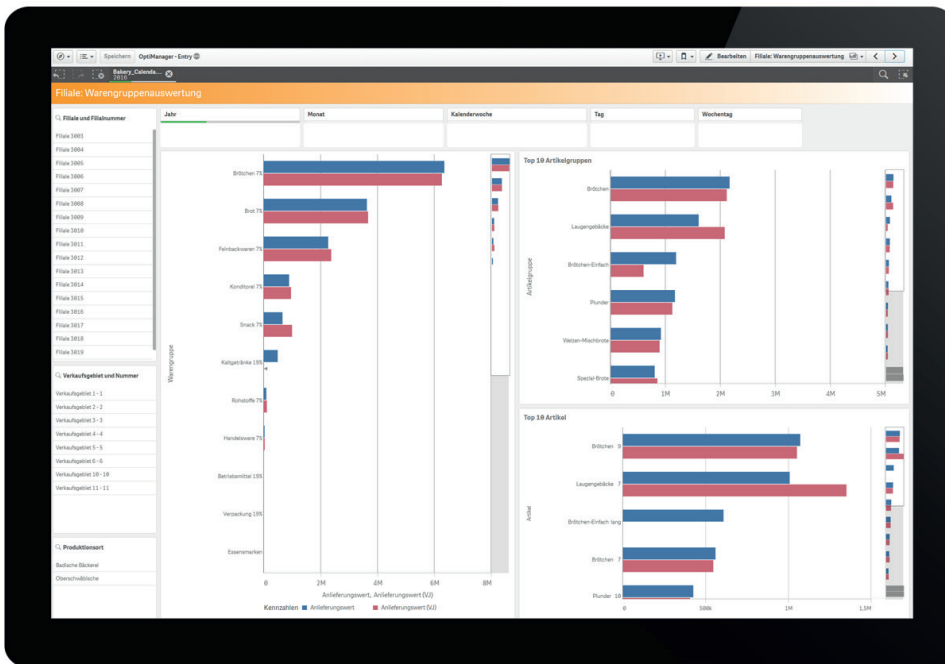 Speichern OptiManager - Entry
Bearbeiten Filiale: Warengruppenauswertung
Bakery_Calenda...
2016
Filiale: Warengruppenauswertung
Filiale und Filialnummer
Filiale 3003
Filiale 3004
Filiale 3005
Filiale 3006
Filiale 3007
Filiale 3008
Filiale 3009
Filiale 3010
Filiale 3011
Filiale 3012
Filiale 3013
Filiale 3014
Filiale 3015
Filiale 3016
Filiale 3017
Filiale 3018
Filiale 3019
Verkaufsgebiet und Nummer
Verkaufsgebiet 1 - 1
Verkaufsgebiet 2 - 2
Verkaufsgebiet 3 - 3
Verkaufsgebiet 4 - 4
Verkaufsgebiet 5 - 5
Verkaufsgebiet 6 - 6
Verkaufsgebiet 10 - 10
Verkaufsgebiet 11 - 11
Produktionsort
Badische Bäckerei
Oberschwäbische
Jahr
Monat
Kalenderwoche
Tag
Wochentag
Warengruppe
Brötchen 7%
Brot 7%
Feinbackwaren 7%
Konditorei 7%
Snack 7%
Kaltgetränke 19%
Rohstoffe 7%
Handelsware 7%
Betriebsmittel 19%
Verpackung 19%
Essensmarken
0 2M 4M 6M 8M
Anlieferungswert, Anlieferungswert (VJ)
Kennzahlen Anlieferungswert Anlieferungswert (VJ)
Top 10 Artikelgruppen
Artikelgruppe
Brötchen
Laugengebäcke
Brötchen-Einfach
Plunder
Weizen-Mischbrote
Spezial-Brote
0 1M 2M 3M 4M 5M
Top 10 Artikel
Artikel
Brötchen 9
Laugengebäcke 7
Brötchen-Einfach lang
Brötchen 7
Plunder 10
0 500k 1M 1,5M